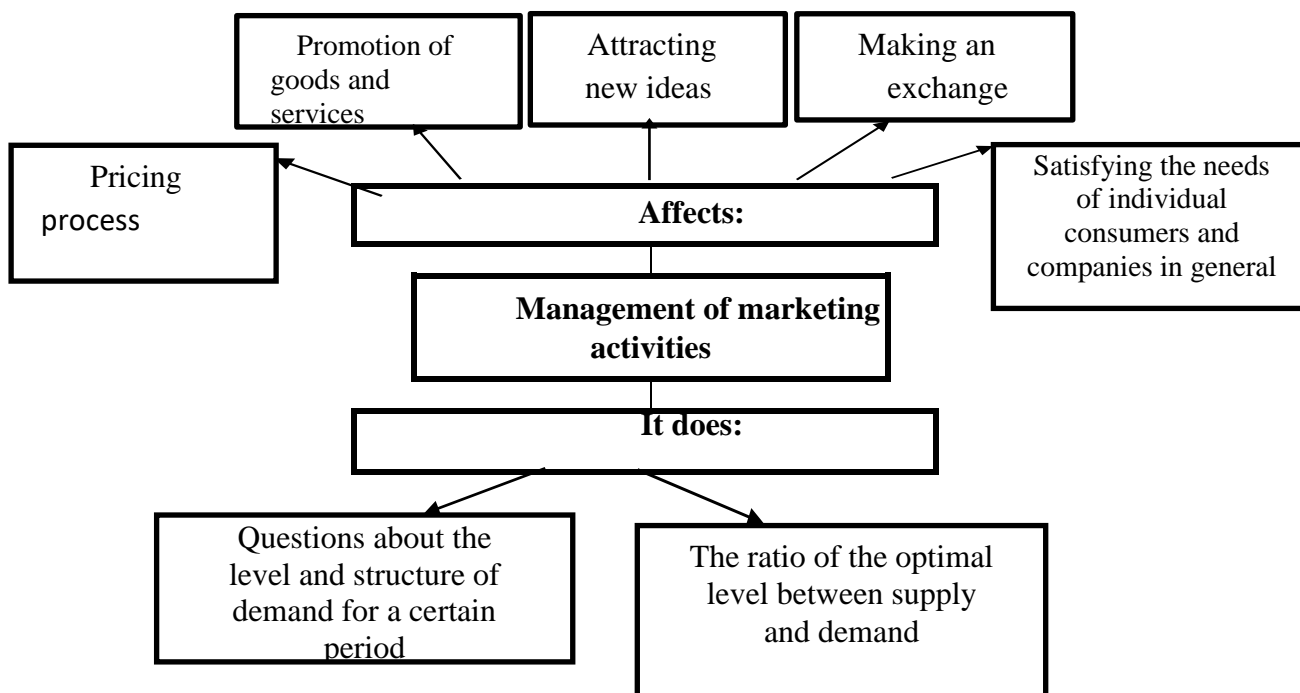 Promotion of
goods and
services
Attracting
new ideas
Making an
exchange
Pricing
process
Affects:
Satisfying the needs
of individual
consumers and
companies in general
Management of marketing
activities
It does:
Questions about the
level and structure of
demand for a certain
period
The ratio of the optimal
level between supply
and demand